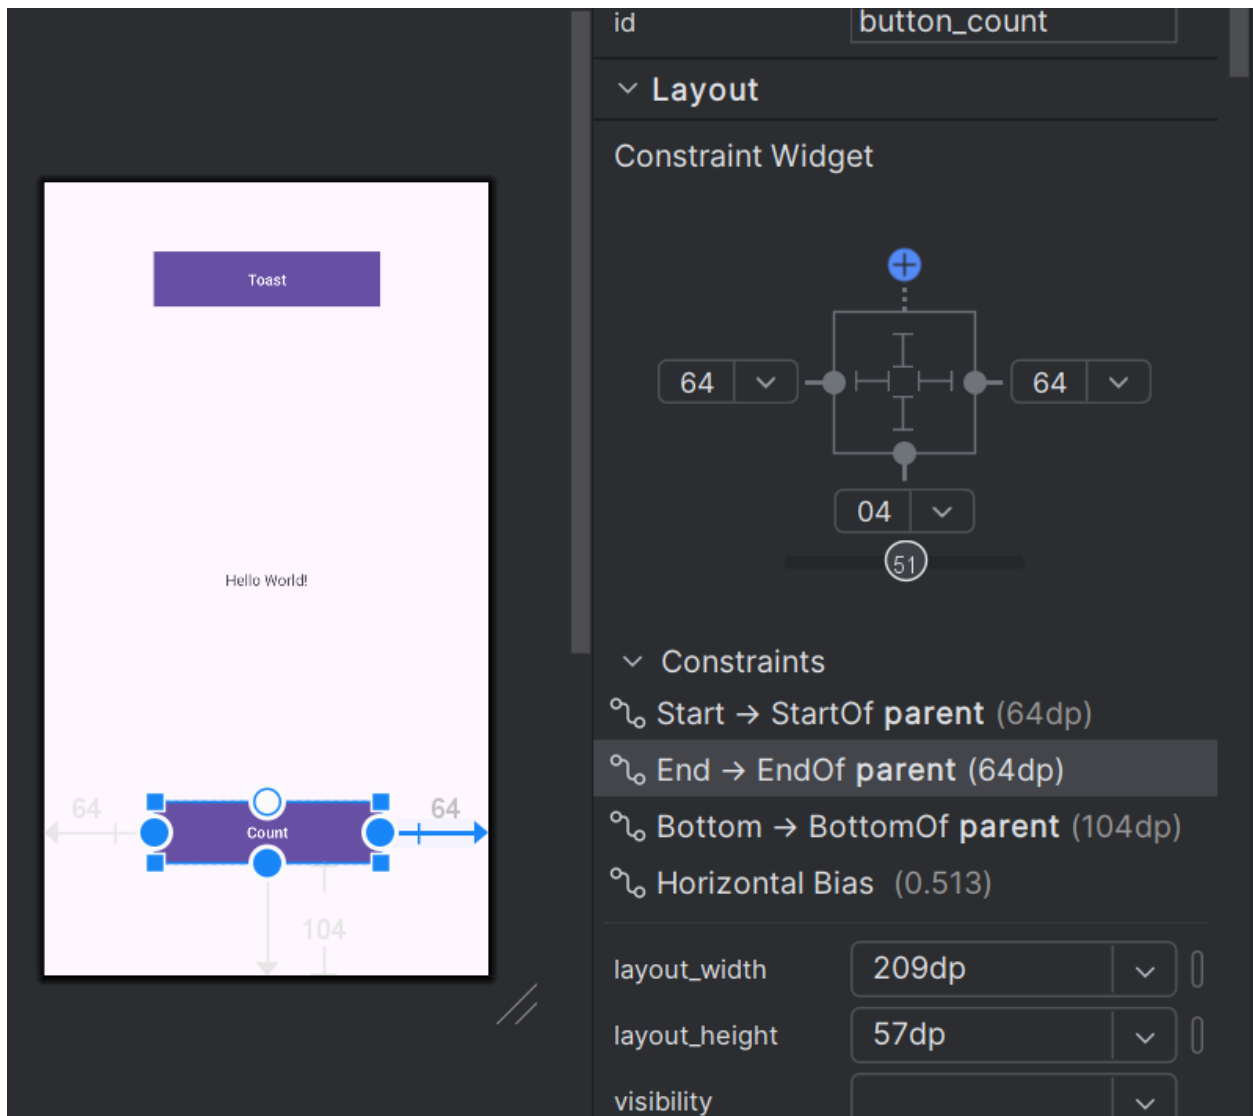 id button_count
Layout
Constraint Widget
Toast
64 64
04
51
Hello World!
Constraints
Start → StartOf parent (64dp)
End → EndOf parent (64dp)
64 64
Count
Bottom → BottomOf parent (104dp)
Horizontal Bias (0.513)
104
layout_width 209dp
layout_height 57dp
visibility